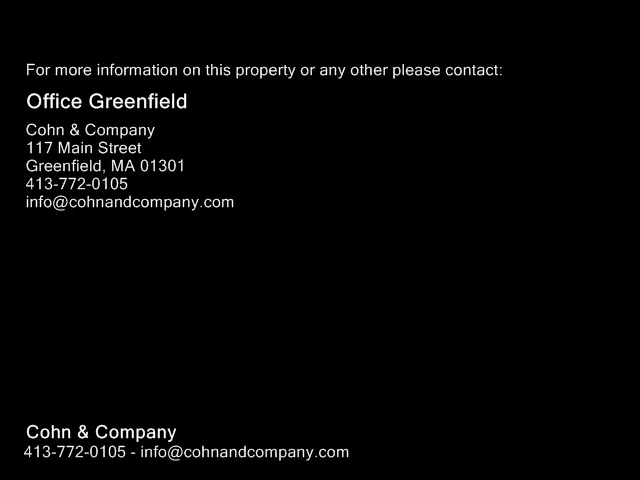 For more information on this property or any other please contact:
Office Greenfield
Cohn & Company
117 Main Street
Greenfield, MA 01301
413-772-0105
info@cohnandcompany.com
Cohn & Company
413-772-0105 - info@cohnandcompany.com